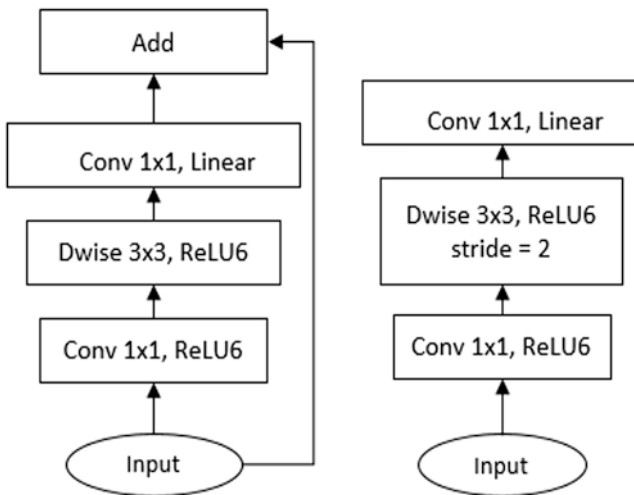 Add
Conv 1x1, Linear
Dwise 3x3, ReLU6
Conv 1x1, ReLU6
Input
Conv 1x1, Linear
Dwise 3x3, ReLU6
stride = 2
Conv 1x1, ReLU6
Input